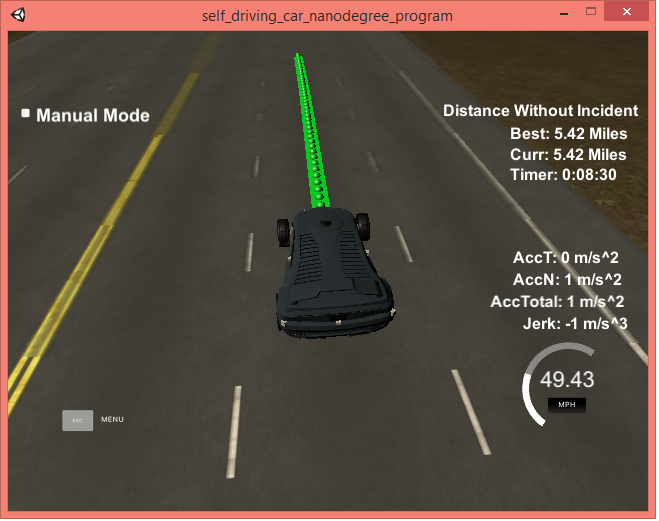 self_driving_car_nanodegree_program
Manual Mode
Distance Without Incident
Best: 5.42 Miles
Curr: 5.42 Miles
Timer: 0:08:30
AccT: 0 m/s^2
AccN: 1 m/s^2
AccTotal: 1 m/s^2
Jerk: -1 m/s^3
49.43
MPH
ESC MENU